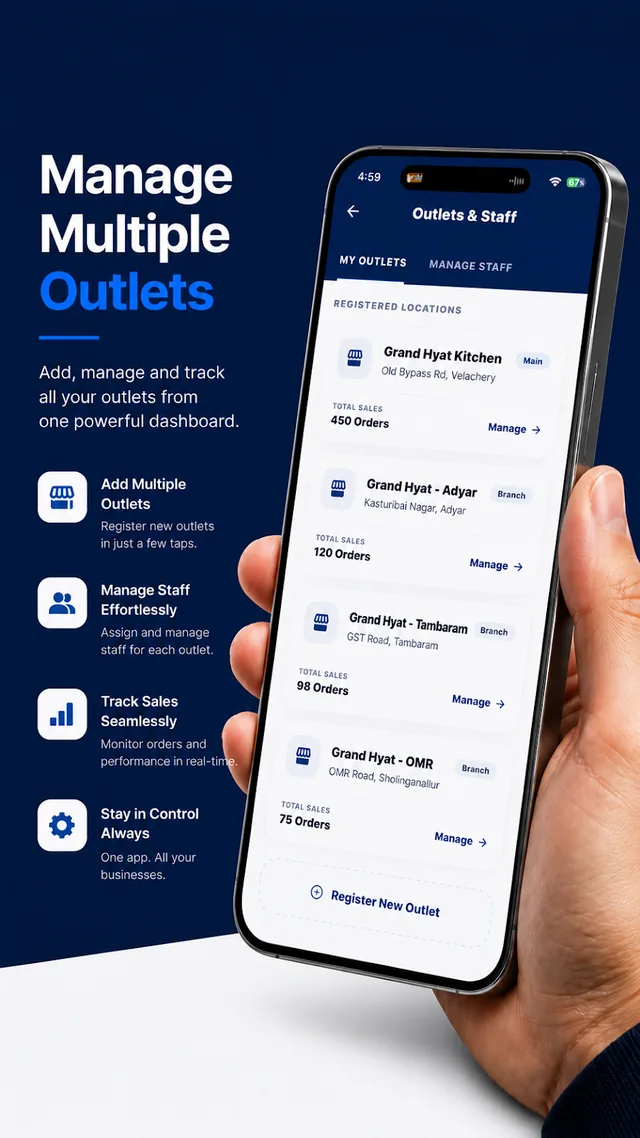 Manage
Multiple
Outlets
Add, manage and track
all your outlets from
one powerful dashboard.
Add Multiple
Outlets
Register new outlets
in just a few taps.
Manage Staff
Effortlessly
Assign and manage
staff for each outlet.
Track Sales
Seamlessly
Monitor orders and
performance in real-time.
Stay in Control
Always
One app. All your
businesses.
4:59
67%
Outlets & Staff
MY OUTLETS MANAGE STAFF
REGISTERED LOCATIONS
Grand Hyat Kitchen Main
Old Bypass Rd, Velachery
TOTAL SALES
450 Orders Manage →
Grand Hyat - Adyar Branch
Kasturibai Nagar, Adyar
TOTAL SALES
120 Orders Manage →
Grand Hyat - Tambaram Branch
GST Road, Tambaram
TOTAL SALES
98 Orders Manage →
Grand Hyat - OMR Branch
OMR Road, Sholinganallur
TOTAL SALES
75 Orders Manage →
Register New Outlet